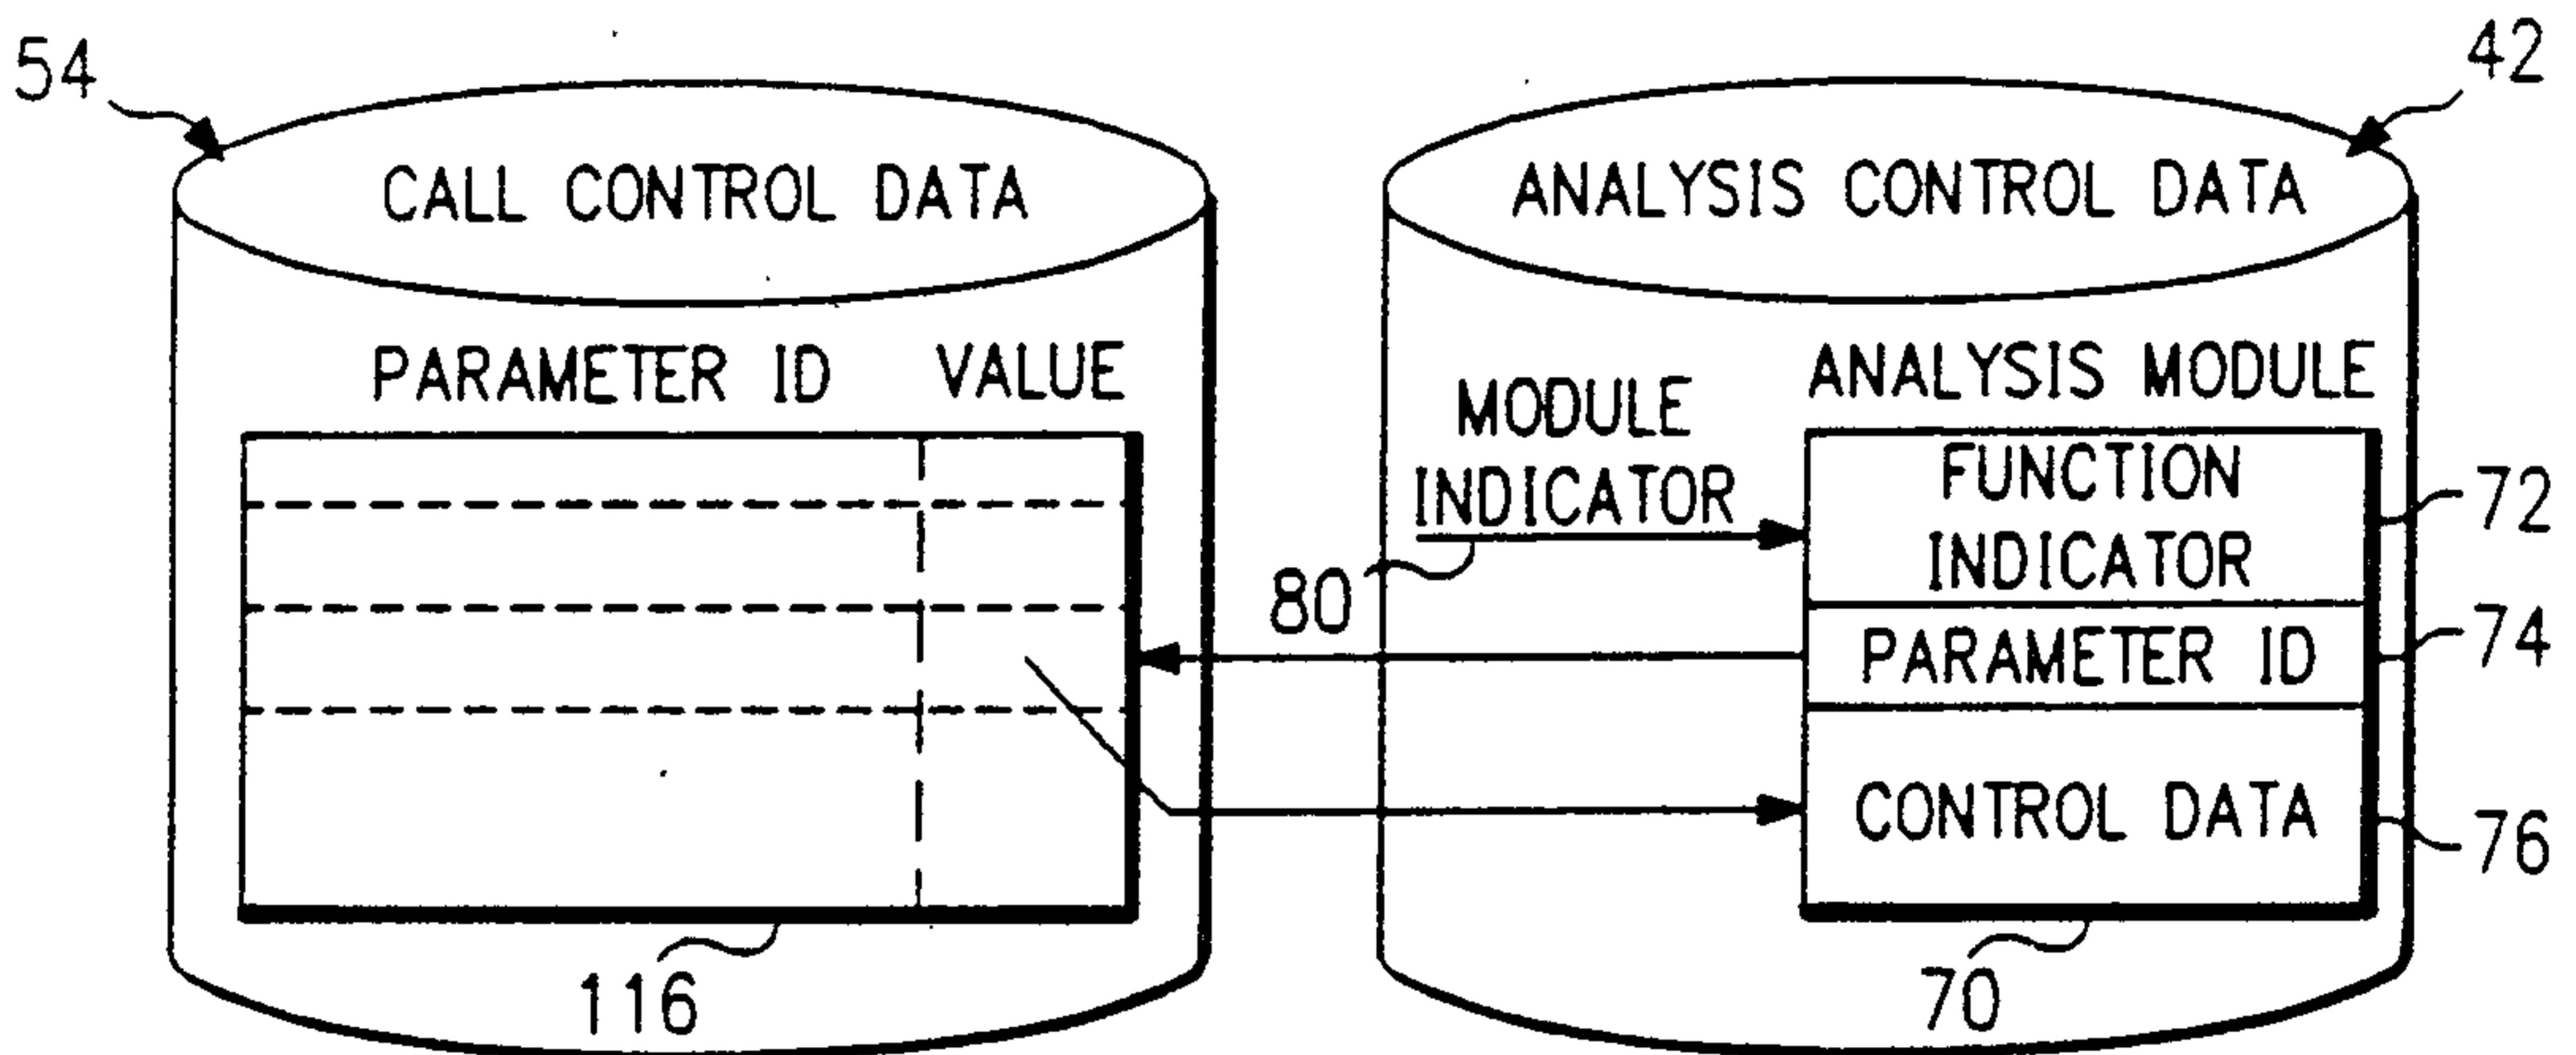 54
42
CALL CONTROL DATA
ANALYSIS CONTROL DATA
PARAMETER ID VALUE
MODULE
INDICATOR
80
ANALYSIS MODULE
FUNCTION
INDICATOR
72
PARAMETER ID
74
CONTROL DATA
76
116
70